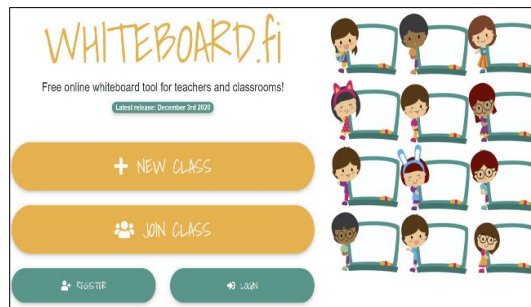 WHITEBOARD.fi
Free online whiteboard tool for teachers and classrooms!
Latest release: December 3rd 2020
NEW CLASS
JOIN CLASS
REGISTER
LOGIN